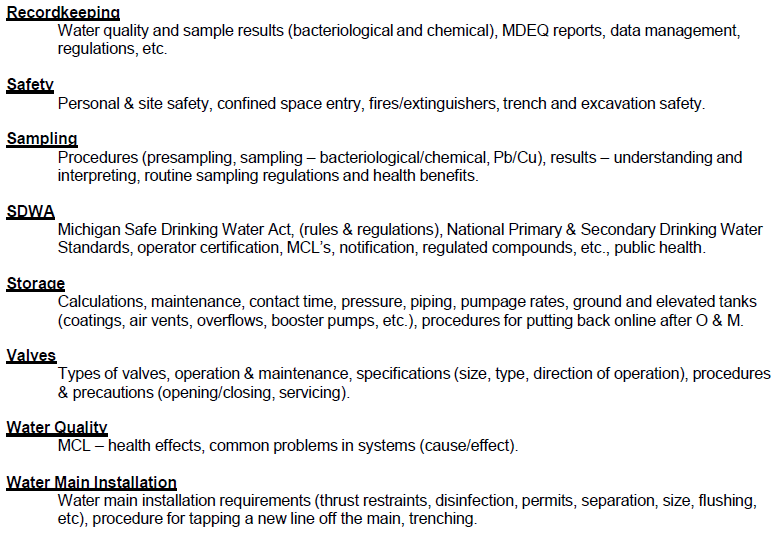 Recordkeeping
Water quality and sample results (bacteriological and chemical), MDEQ reports, data management,
regulations, etc.
Safety
Personal & site safety, confined space entry, fires/extinguishers, trench and excavation safety.
Sampling
Procedures (presampling, sampling – bacteriological/chemical, Pb/Cu), results – understanding and
interpreting, routine sampling regulations and health benefits.
SDWA
Michigan Safe Drinking Water Act, (rules & regulations), National Primary & Secondary Drinking Water
Standards, operator certification, MCL’s, notification, regulated compounds, etc., public health.
Storage
Calculations, maintenance, contact time, pressure, piping, pumpage rates, ground and elevated tanks
(coatings, air vents, overflows, booster pumps, etc.), procedures for putting back online after O & M.
Valves
Types of valves, operation & maintenance, specifications (size, type, direction of operation), procedures
& precautions (opening/closing, servicing).
Water Quality
MCL – health effects, common problems in systems (cause/effect).
Water Main Installation
Water main installation requirements (thrust restraints, disinfection, permits, separation, size, flushing,
etc), procedure for tapping a new line off the main, trenching.